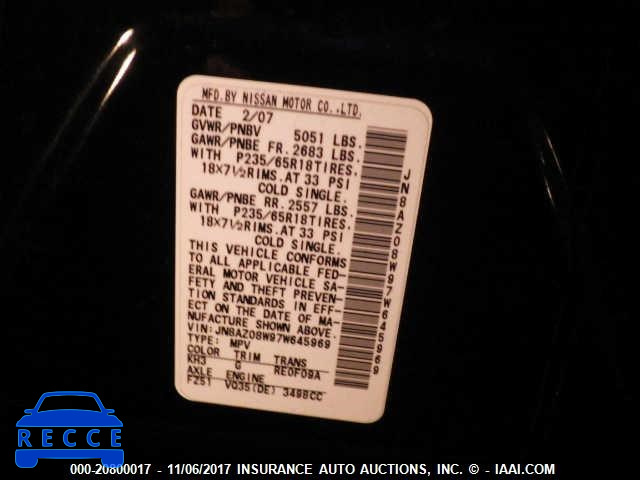 MFD.BY NISSAN MOTOR CO.,LTD.
DATE 2/07
GVWR/PNBV 5051 LBS.
GAWR/PNBE FR. 2683 LBS.
WITH P235/65R18TIRES.
18×7½RIMS.AT 33 PSI
COLD SINGLE.
GAWR/PNBE RR. 2557 LBS.
WITH P235/65R18TIRES.
18×7½RIMS.AT 33 PSI
COLD SINGLE.
THIS VEHICLE CONFORMS
TO ALL APPLICABLE FED-
ERAL MOTOR VEHICLE SA-
FETY AND THEFT PREVEN-
TION STANDARDS IN EFF-
ECT ON THE DATE OF MA-
NUFACTURE SHOWN ABOVE.
VIN: JN8AZ08W97W645969
TYPE: MPV
COLOR TRIM TRANS
KH3 G RE0F09A
AXLE ENGINE
FZ51 VQ35(DE) 3498CC
JN8AZ08W97W645969
RECCE
000-20800017 - 11/06/2017 INSURANCE AUTO AUCTIONS, INC. - IAAI.COM